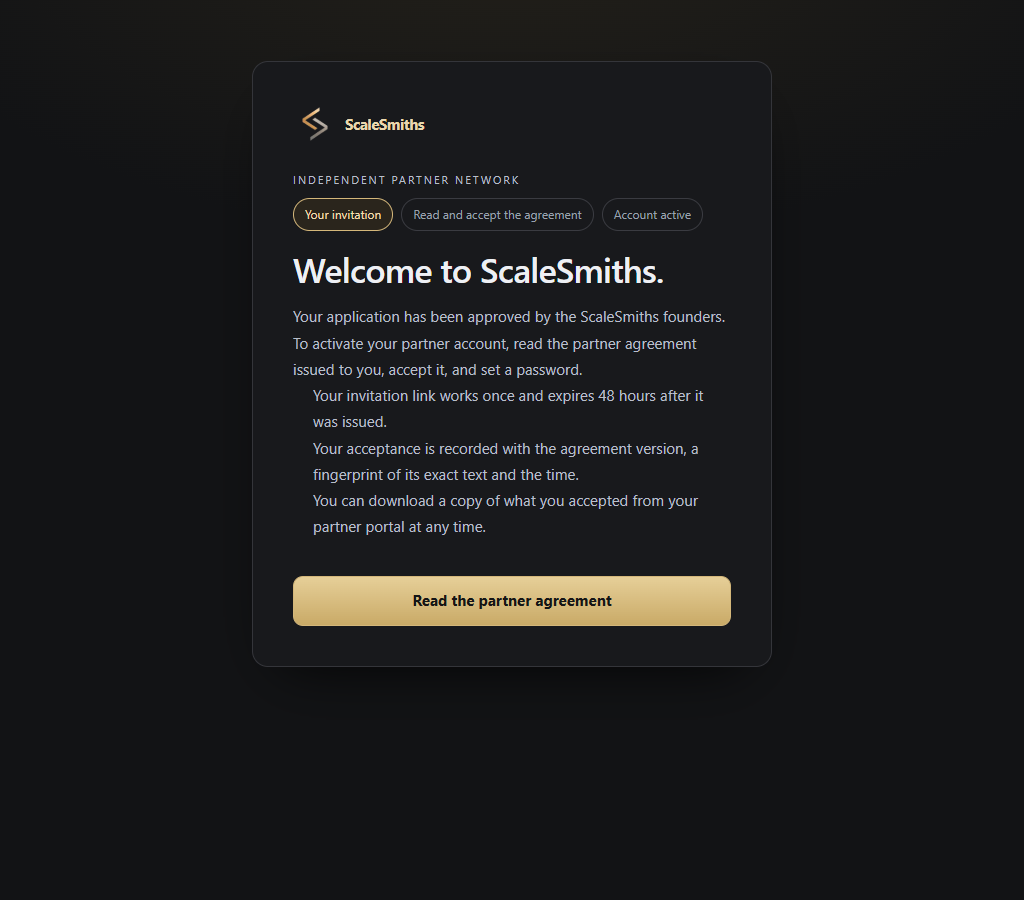 ScaleSmiths
INDEPENDENT PARTNER NETWORK
Your invitation
Read and accept the agreement
Account active
Welcome to ScaleSmiths.
Your application has been approved by the ScaleSmiths founders.
To activate your partner account, read the partner agreement
issued to you, accept it, and set a password.
Your invitation link works once and expires 48 hours after it
was issued.
Your acceptance is recorded with the agreement version, a
fingerprint of its exact text and the time.
You can download a copy of what you accepted from your
partner portal at any time.
Read the partner agreement